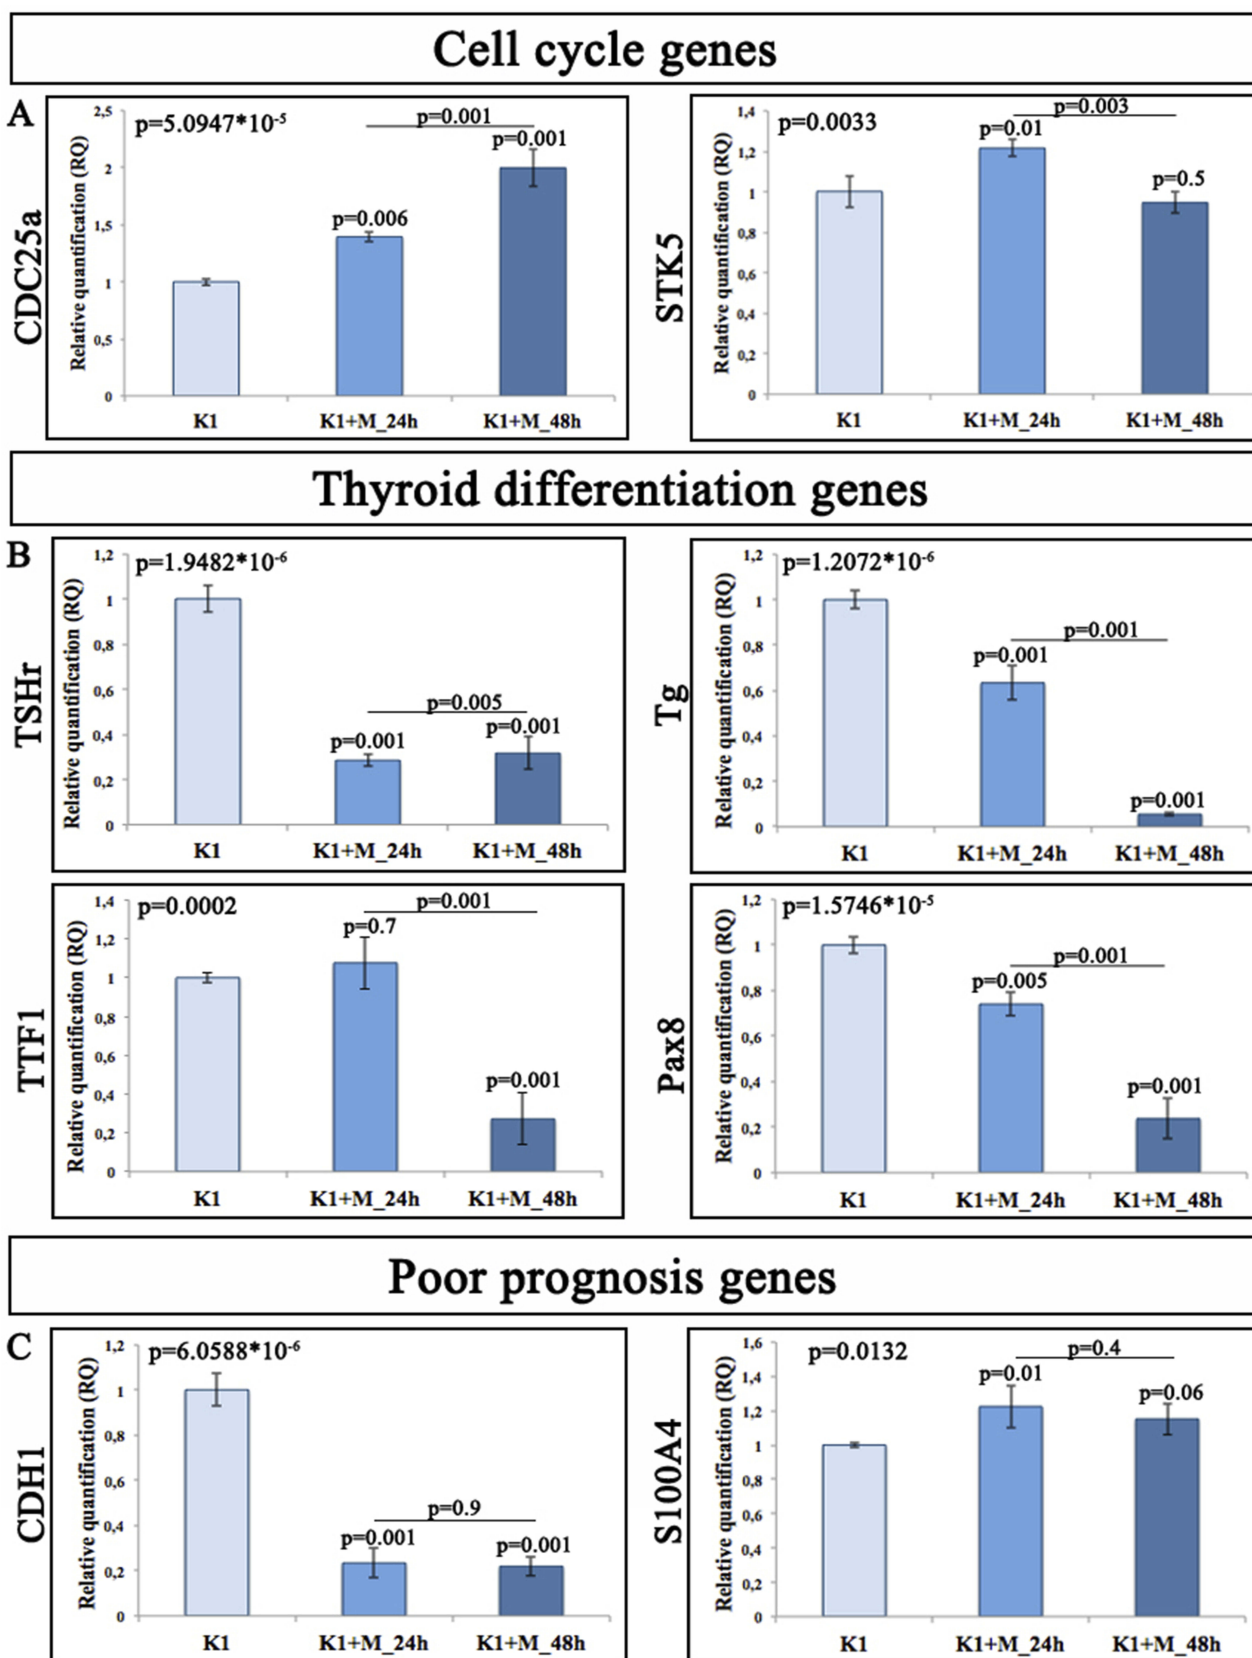 Cell cycle genes
A
CDC25a
Relative quantification (RQ)
2,5
2
1,5
1
0,5
0
p=5.0947*10-5
p=0.001
p=0.001
p=0.006
K1
K1+M_24h
K1+M_48h
STK5
Relative quantification (RQ)
1,4
1,2
1
0,8
0,6
0,4
0,2
0
p=0.0033
p=0.003
p=0.01
p=0.5
K1
K1+M_24h
K1+M_48h
Thyroid differentiation genes
B
TSHr
Relative quantification (RQ)
1,2
1
0,8
0,6
0,4
0,2
0
p=1.9482*10-6
p=0.005
p=0.001
p=0.001
K1
K1+M_24h
K1+M_48h
Tg
Relative quantification (RQ)
1,2
1
0,8
0,6
0,4
0,2
0
p=1.2072*10-6
p=0.001
p=0.001
p=0.001
K1
K1+M_24h
K1+M_48h
TTF1
Relative quantification (RQ)
1,4
1,2
1
0,8
0,6
0,4
0,2
0
p=0.0002
p=0.001
p=0.7
p=0.001
K1
K1+M_24h
K1+M_48h
Pax8
Relative quantification (RQ)
1,2
1
0,8
0,6
0,4
0,2
0
p=1.5746*10-5
p=0.001
p=0.005
p=0.001
K1
K1+M_24h
K1+M_48h
Poor prognosis genes
C
CDH1
Relative quantification (RQ)
1,2
1
0,8
0,6
0,4
0,2
0
p=6.0588*10-6
p=0.9
p=0.001
p=0.001
K1
K1+M_24h
K1+M_48h
S100A4
Relative quantification (RQ)
1,6
1,4
1,2
1
0,8
0,6
0,4
0,2
0
p=0.0132
p=0.4
p=0.01
p=0.06
K1
K1+M_24h
K1+M_48h